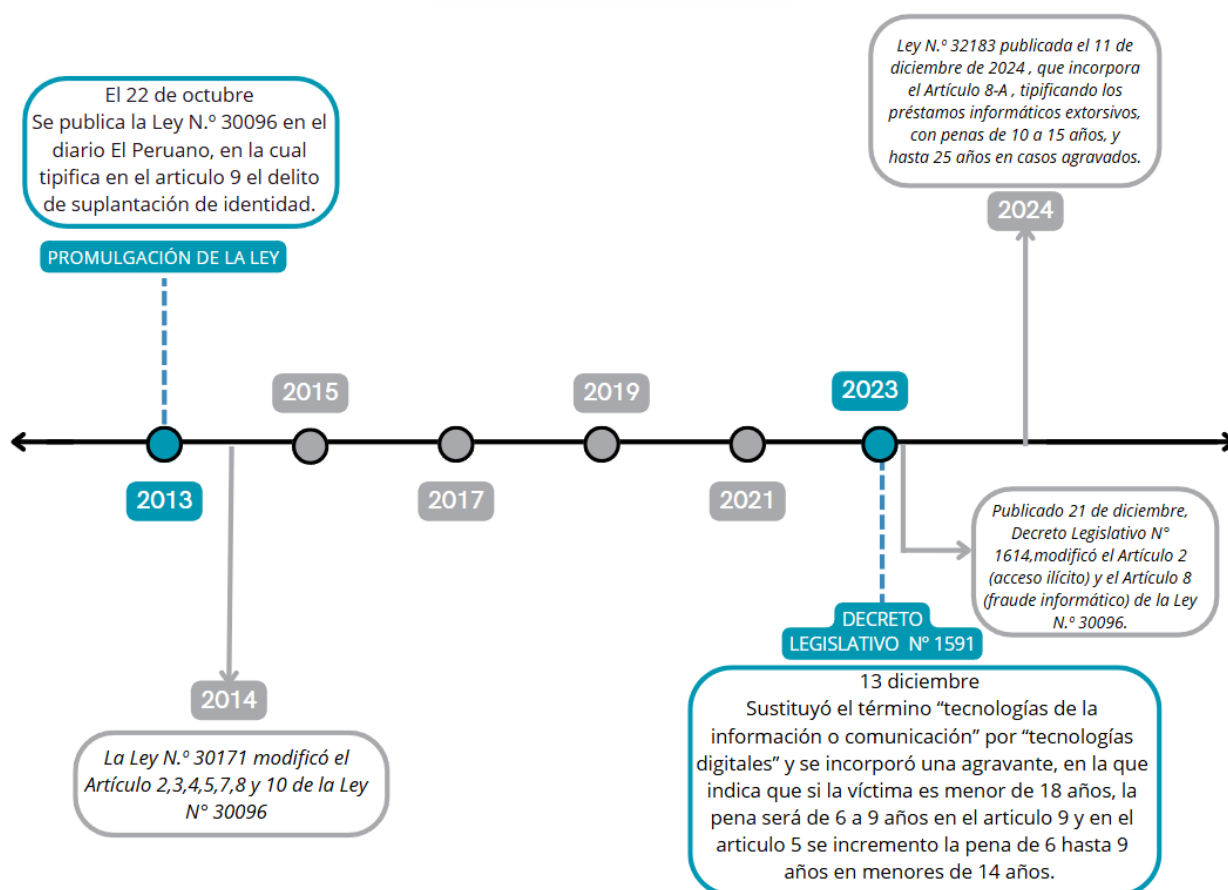 El 22 de octubre
Se publica la Ley N.º 30096 en el
diario El Peruano, en la cual
tipifica en el articulo 9 el delito
de suplantación de identidad.
PROMULGACIÓN DE LA LEY
Ley N.º 32183 publicada el 11 de
diciembre de 2024 , que incorpora
el Artículo 8-A , tipificando los
préstamos informáticos extorsivos,
con penas de 10 a 15 años, y
hasta 25 años en casos agravados.
2024
2015
2019
2023
2013
2017
2021
2014
La Ley N.º 30171 modificó el
Artículo 2,3,4,5,7,8 y 10 de la Ley
N° 30096
Publicado 21 de diciembre,
Decreto Legislativo N°
1614,modificó el Artículo 2
(acceso ilícito) y el Artículo 8
(fraude informático) de la Ley
N.º 30096.
DECRETO
LEGISLATIVO Nº 1591
13 diciembre
Sustituyó el término “tecnologías de la
información o comunicación” por “tecnologías
digitales” y se incorporó una agravante, en la que
indica que si la víctima es menor de 18 años, la
pena será de 6 a 9 años en el articulo 9 y en el
articulo 5 se incremento la pena de 6 hasta 9
años en menores de 14 años.